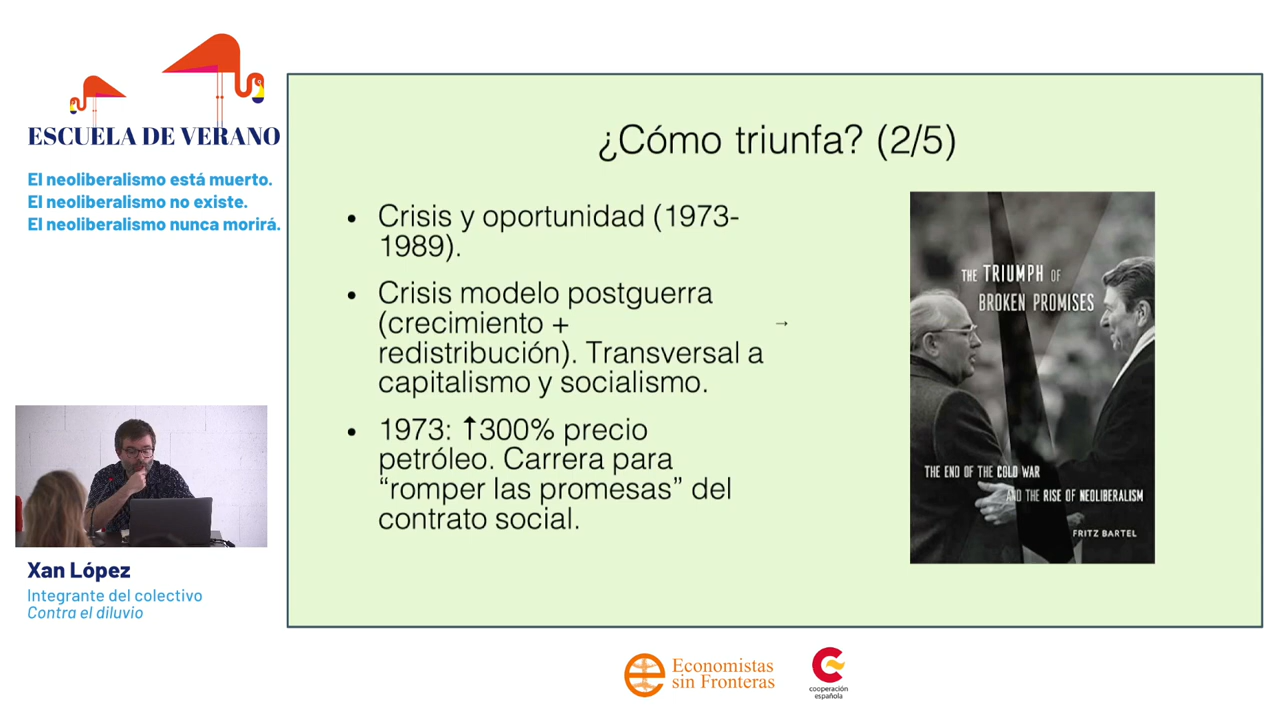 ESCUELA DE VERANO
El neoliberalismo está muerto.
El neoliberalismo no existe.
El neoliberalismo nunca morirá.
¿Cómo triunfa? (2/5)
• Crisis y oportunidad (1973-
1989).
• Crisis modelo postguerra
(crecimiento +
redistribución). Transversal a
capitalismo y socialismo.
• 1973: ↑300% precio
petróleo. Carrera para
“romper las promesas” del
contrato social.
→
THE TRIUMPH OF
BROKEN PROMISES
THE END OF THE COLD WAR
AND THE RISE OF NEOLIBERALISM
FRITZ BARTEL
Xan López
Integrante del colectivo
Contra el diluvio
Economistas
sin Fronteras
cooperación
española